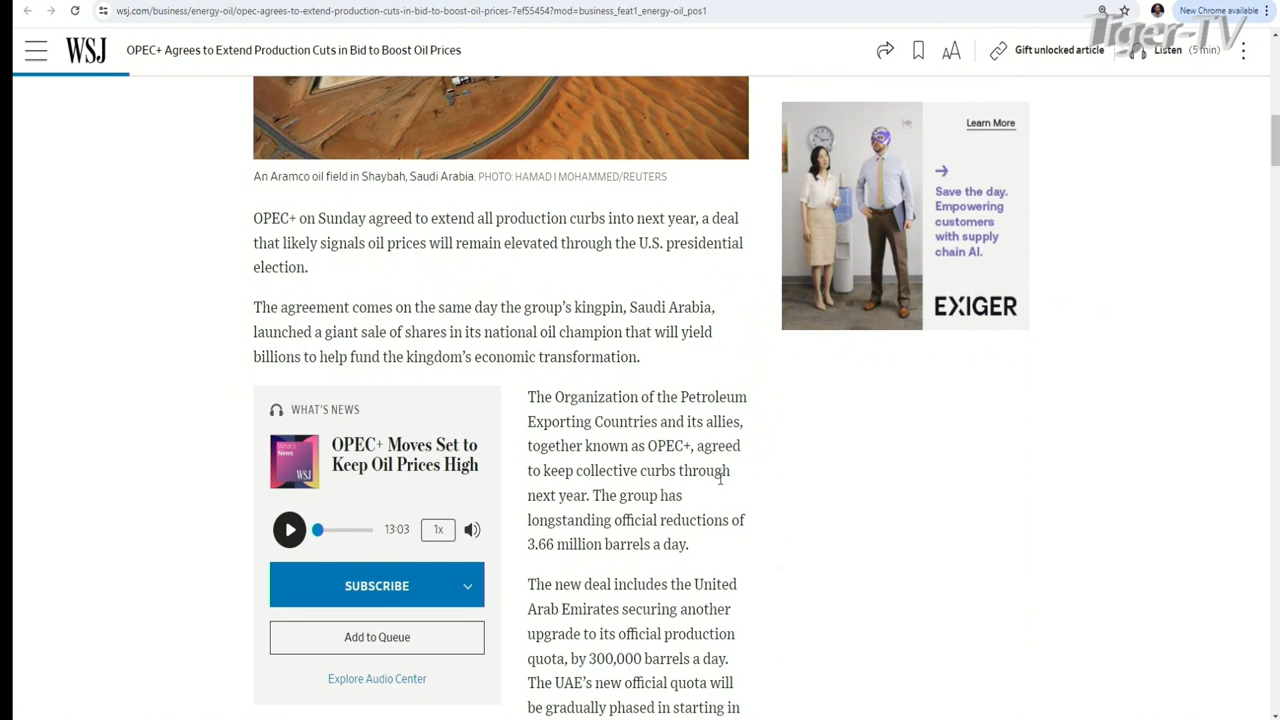 wsj.com/business/energy-oil/opec-agrees-to-extend-production-cuts-in-bid-to-boost-oil-prices-7ef55454?mod=business_feat1_energy-oil_pos1
New Chrome available
Tiger-TV
WSJ
OPEC+ Agrees to Extend Production Cuts in Bid to Boost Oil Prices
AA
Gift unlocked article
Listen (5 min)
An Aramco oil field in Shaybah, Saudi Arabia. PHOTO: HAMAD I MOHAMMED/REUTERS
OPEC+ on Sunday agreed to extend all production curbs into next year, a deal
that likely signals oil prices will remain elevated through the U.S. presidential
election.
The agreement comes on the same day the group's kingpin, Saudi Arabia,
launched a giant sale of shares in its national oil champion that will yield
billions to help fund the kingdom's economic transformation.
WHAT'S NEWS
What's
News
WSJ
OPEC+ Moves Set to
Keep Oil Prices High
13:03
1x
SUBSCRIBE
Add to Queue
Explore Audio Center
The Organization of the Petroleum
Exporting Countries and its allies,
together known as OPEC+, agreed
to keep collective curbs through
next year. The group has
longstanding official reductions of
3.66 million barrels a day.
The new deal includes the United
Arab Emirates securing another
upgrade to its official production
quota, by 300,000 barrels a day.
The UAE's new official quota will
be gradually phased in starting in
Learn More
Save the day.
Empowering
customers
with supply
chain AI.
EXIGER